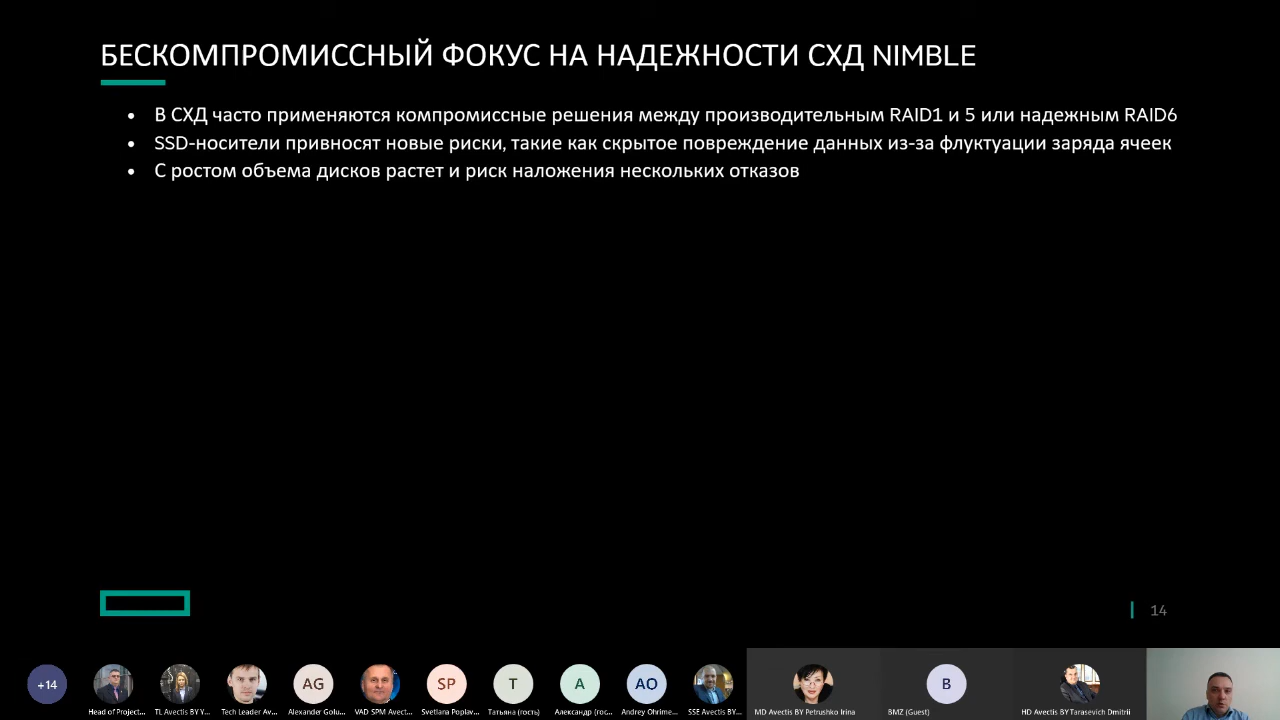 БЕСКОМПРОМИССНЫЙ ФОКУС НА НАДЕЖНОСТИ СХД NIMBLE
• В СХД часто применяются компромиссные решения между производительным RAID1 и 5 или надежным RAID6
• SSD-носители привносят новые риски, такие как скрытое повреждение данных из-за флуктуации заряда ячеек
• С ростом объема дисков растет и риск наложения нескольких отказов
14
+14
AG
SP
T
A
AO
B
Head of Project...
TL Avectis BY Y...
Tech Leader Av...
Alexander Golu...
VAD SPM Avect...
Svetlana Poplav...
Татьяна (гость)
Александр (гос...
Andrey Ohrime...
SSE Avectis BY...
MD Avectis BY Petrushko Irina
BMZ (Guest)
HD Avectis BY Tarasevich Dmitrii